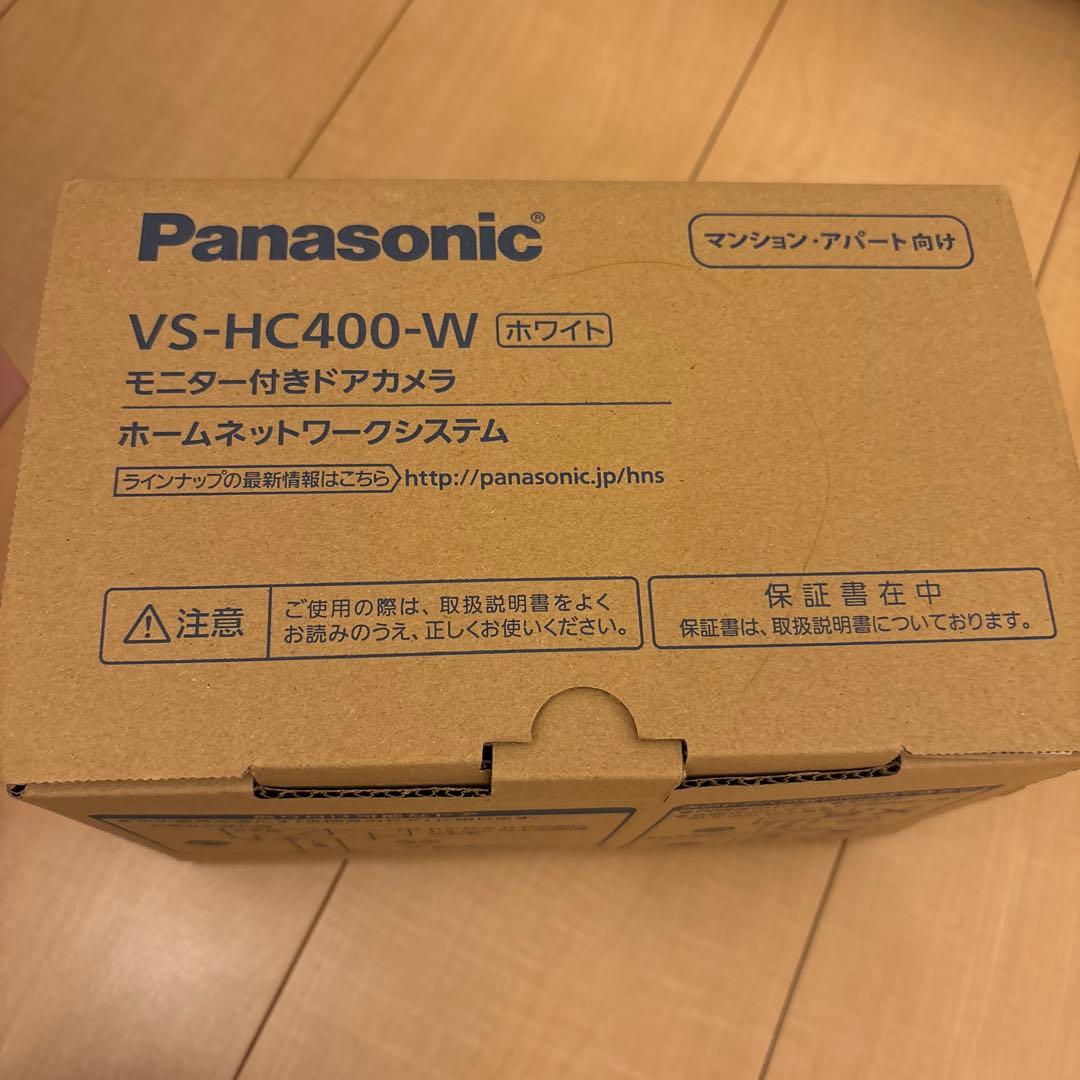 Panasonic®
マンション・アパート向け
VS-HC400-W ホワイト
モニター付きドアカメラ
ホームネットワークシステム
ラインナップの最新情報はこちら http://panasonic.jp/hns
注意
ご使用の際は、取扱説明書をよく
お読みのうえ、正しくお使いください。
保証書在中
保証書は、取扱説明書についております。